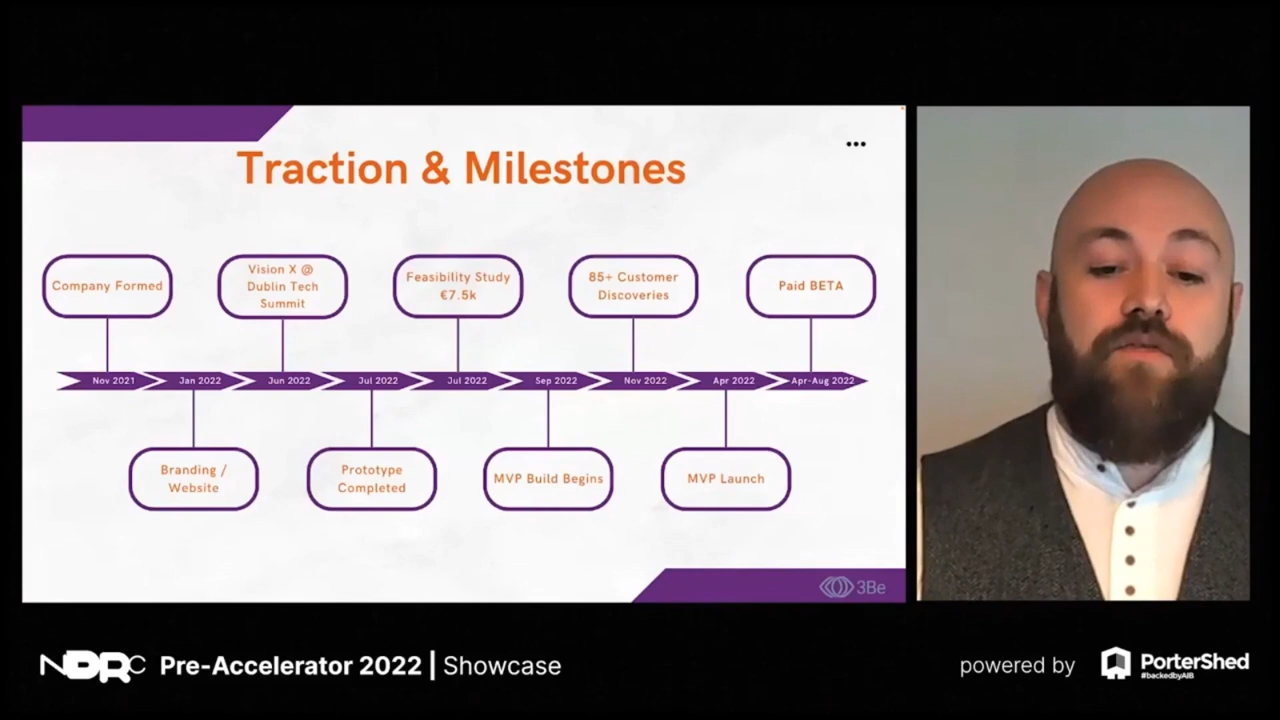 Traction & Milestones
Company Formed
Vision X @
Dublin Tech
Summit
Feasibility Study
€7.5k
85+ Customer
Discoveries
Paid BETA
Nov 2021
Jan 2022
Jun 2022
Jul 2022
Jul 2022
Sep 2022
Nov 2022
Apr 2022
Apr-Aug 2022
Branding /
Website
Prototype
Completed
MVP Build Begins
MVP Launch
3Be
NDRC Pre-Accelerator 2022 | Showcase
powered by
PorterShed
#backedbyAIB